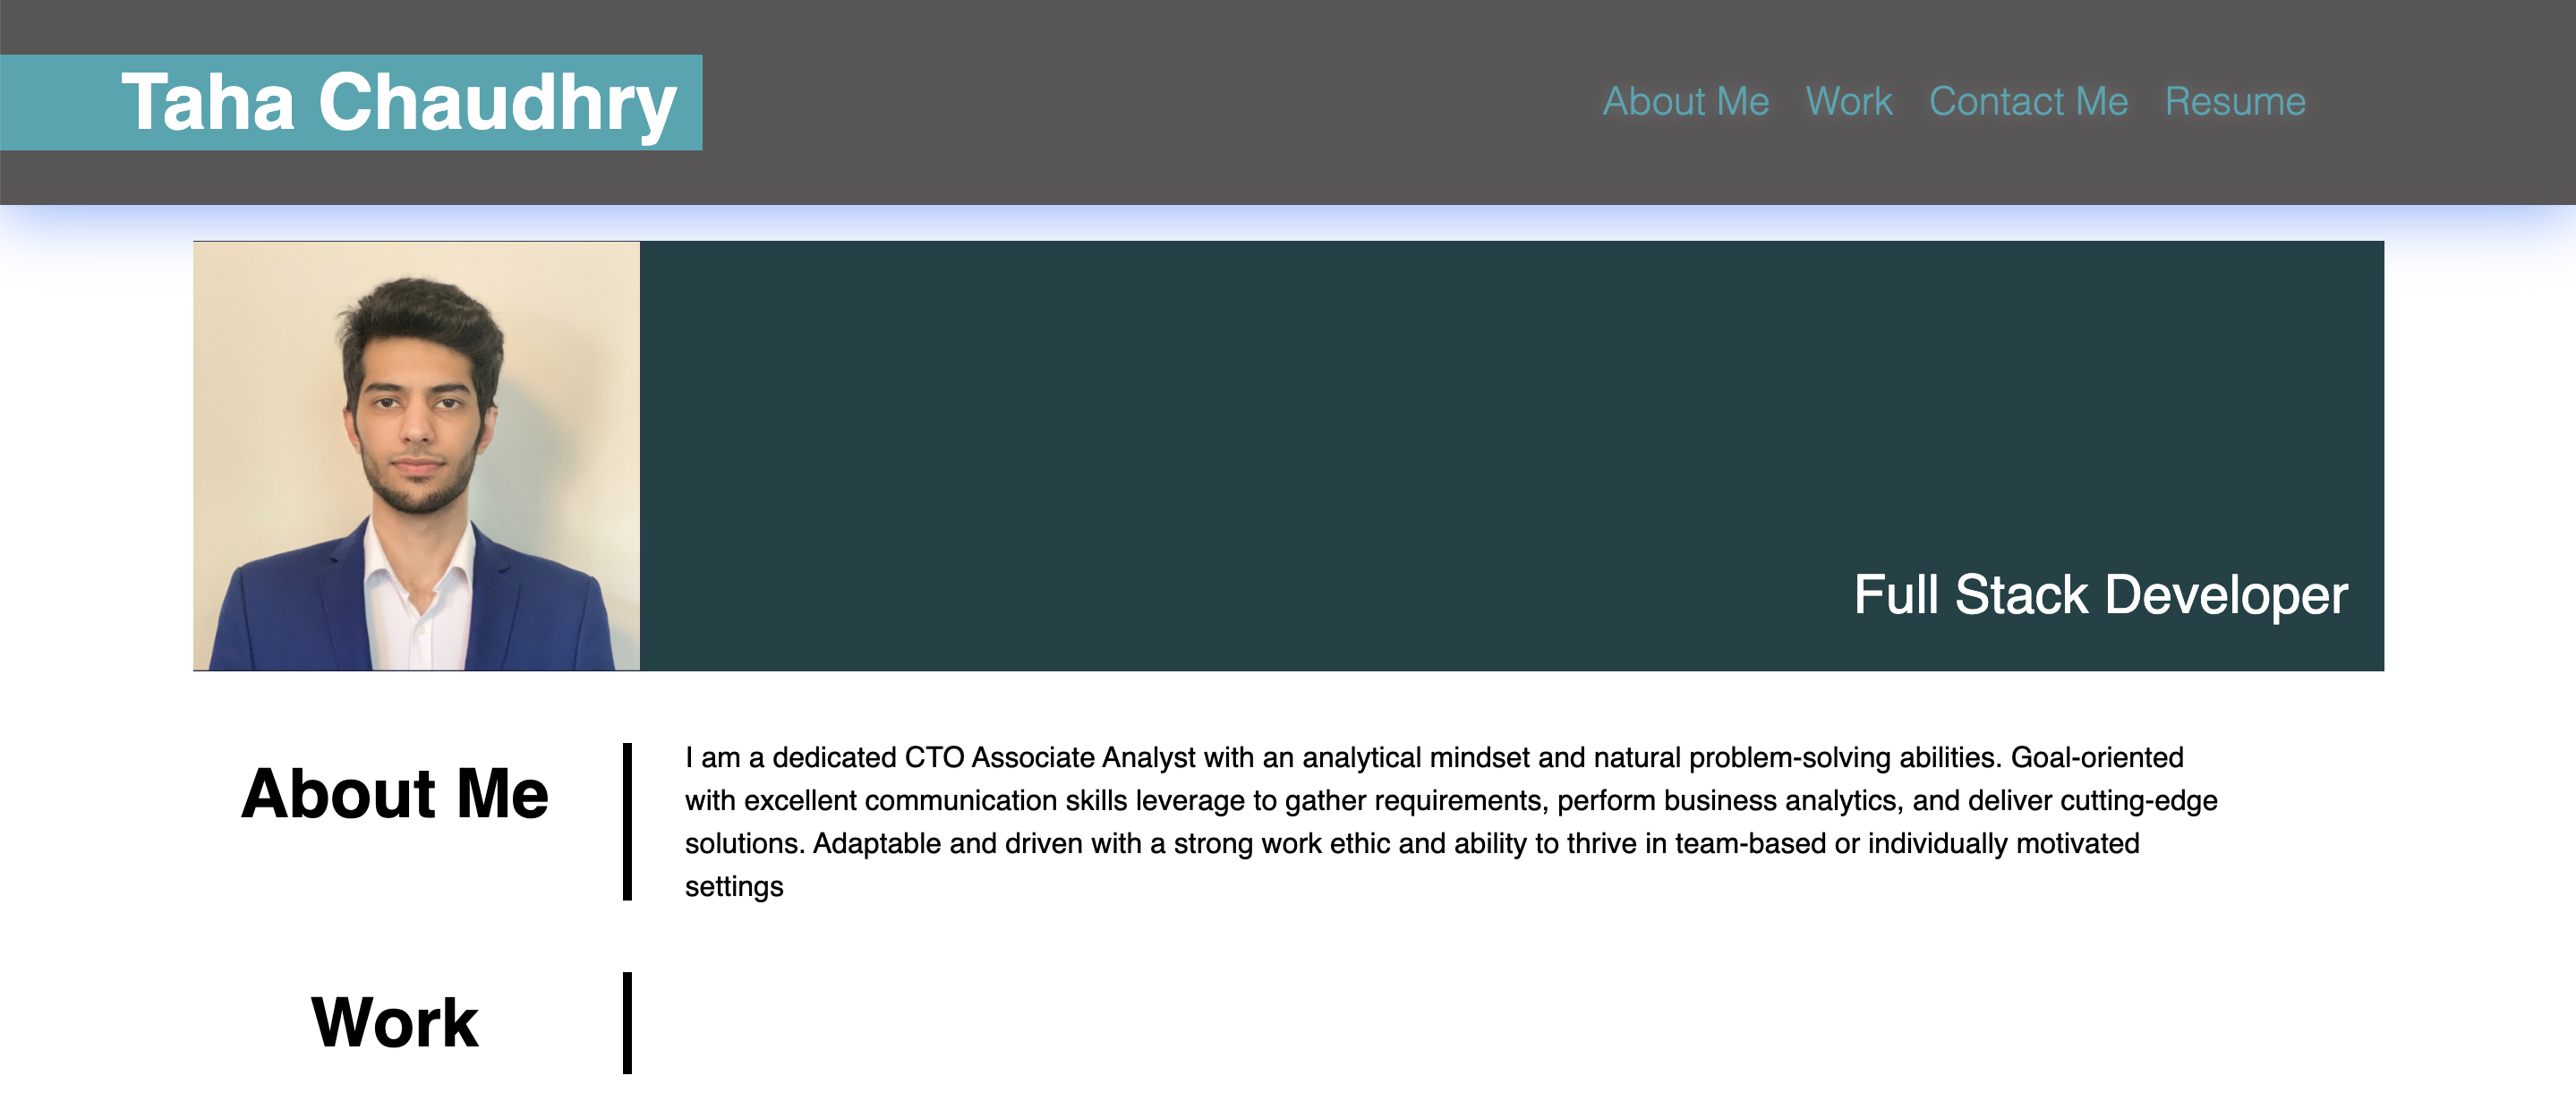 Taha Chaudhry
About Me Work Contact Me Resume
Full Stack Developer
About Me
I am a dedicated CTO Associate Analyst with an analytical mindset and natural problem-solving abilities. Goal-oriented
with excellent communication skills leverage to gather requirements, perform business analytics, and deliver cutting-edge
solutions. Adaptable and driven with a strong work ethic and ability to thrive in team-based or individually motivated
settings
Work